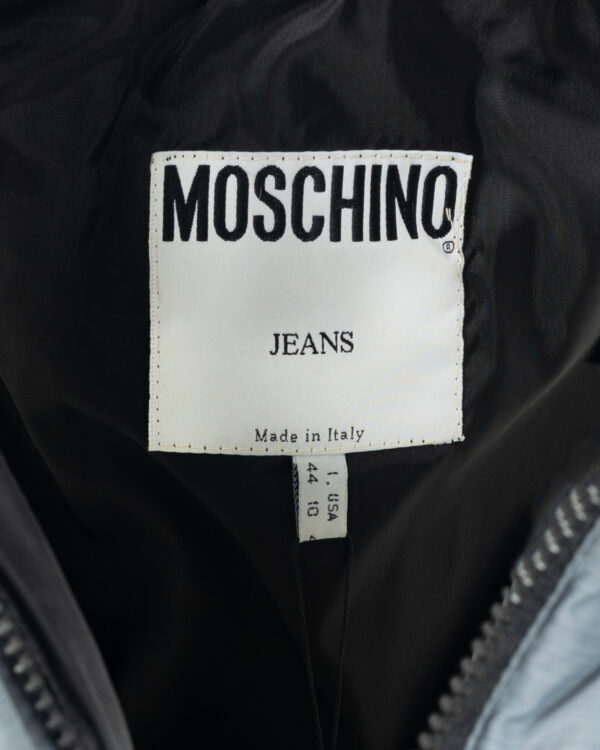 MOSCHINO
®
JEANS
Made in Italy
I. USA
44 10